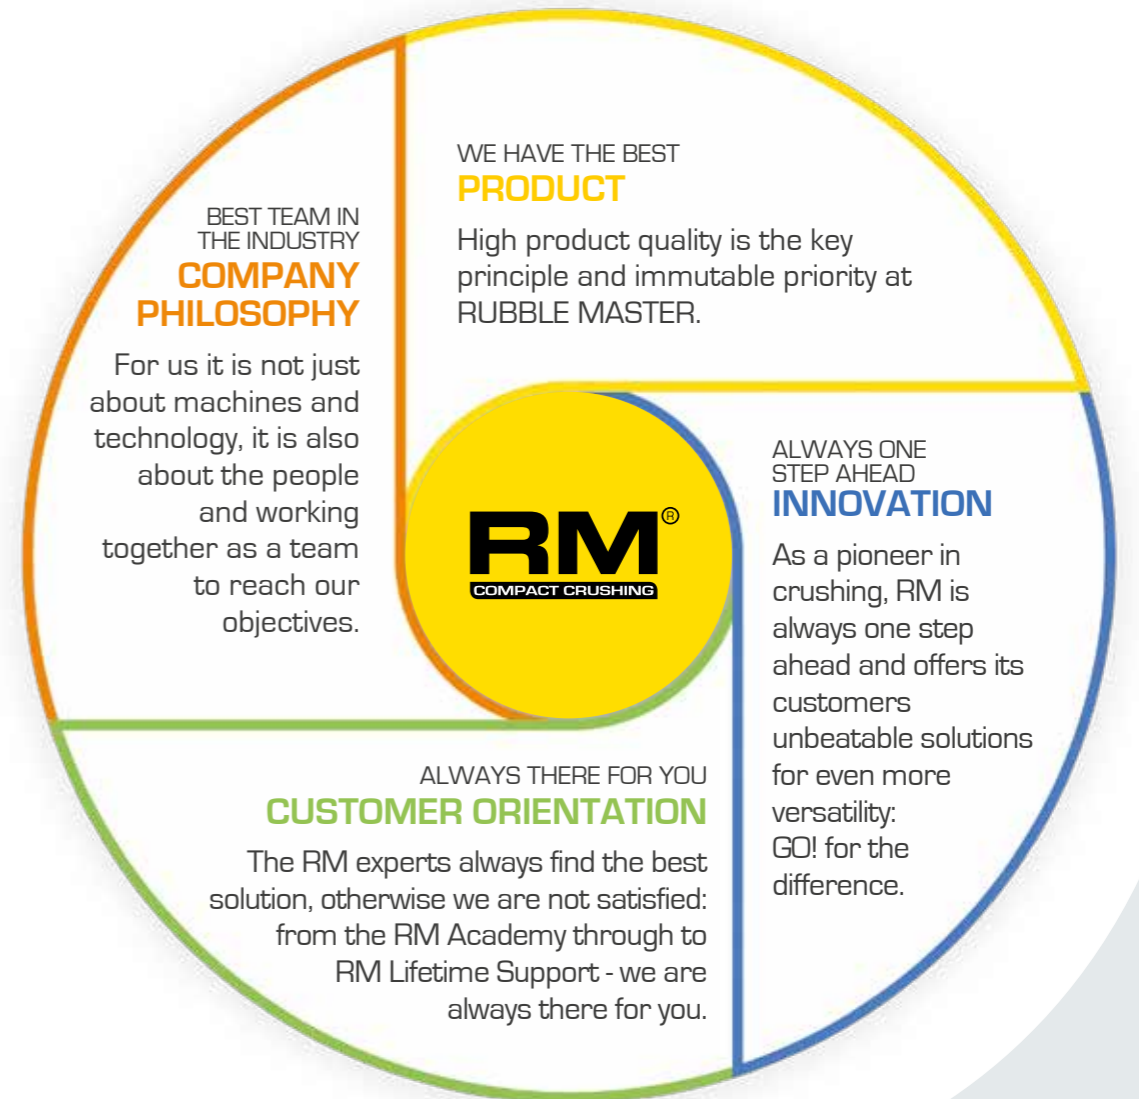 WE HAVE THE BEST
PRODUCT
High product quality is the key
principle and immutable priority at
RUBBLE MASTER.
BEST TEAM IN
THE INDUSTRY
COMPANY
PHILOSOPHY
For us it is not just
about machines and
technology, it is also
about the people
and working
together as a team
to reach our
objectives.
RM®
COMPACT CRUSHING
ALWAYS ONE
STEP AHEAD
INNOVATION
As a pioneer in
crushing, RM is
always one step
ahead and offers its
customers
unbeatable solutions
for even more
versatility:
GO! for the
difference.
ALWAYS THERE FOR YOU
CUSTOMER ORIENTATION
The RM experts always find the best
solution, otherwise we are not satisfied:
from the RM Academy through to
RM Lifetime Support - we are
always there for you.